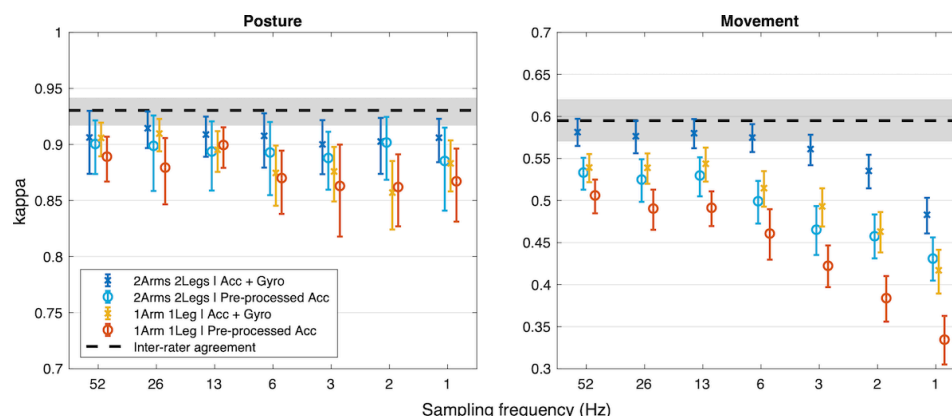 Posture
Movement
kappa
1
0.95
0.9
0.85
0.8
0.75
0.7
2Arms 2Legs | Acc + Gyro
2Arms 2Legs | Pre-processed Acc
1Arm 1Leg | Acc + Gyro
1Arm 1Leg | Pre-processed Acc
Inter-rater agreement
52 26 13 6 3 2 1
0.7
0.65
0.6
0.55
0.5
0.45
0.4
0.35
0.3
52 26 13 6 3 2 1
Sampling frequency (Hz)